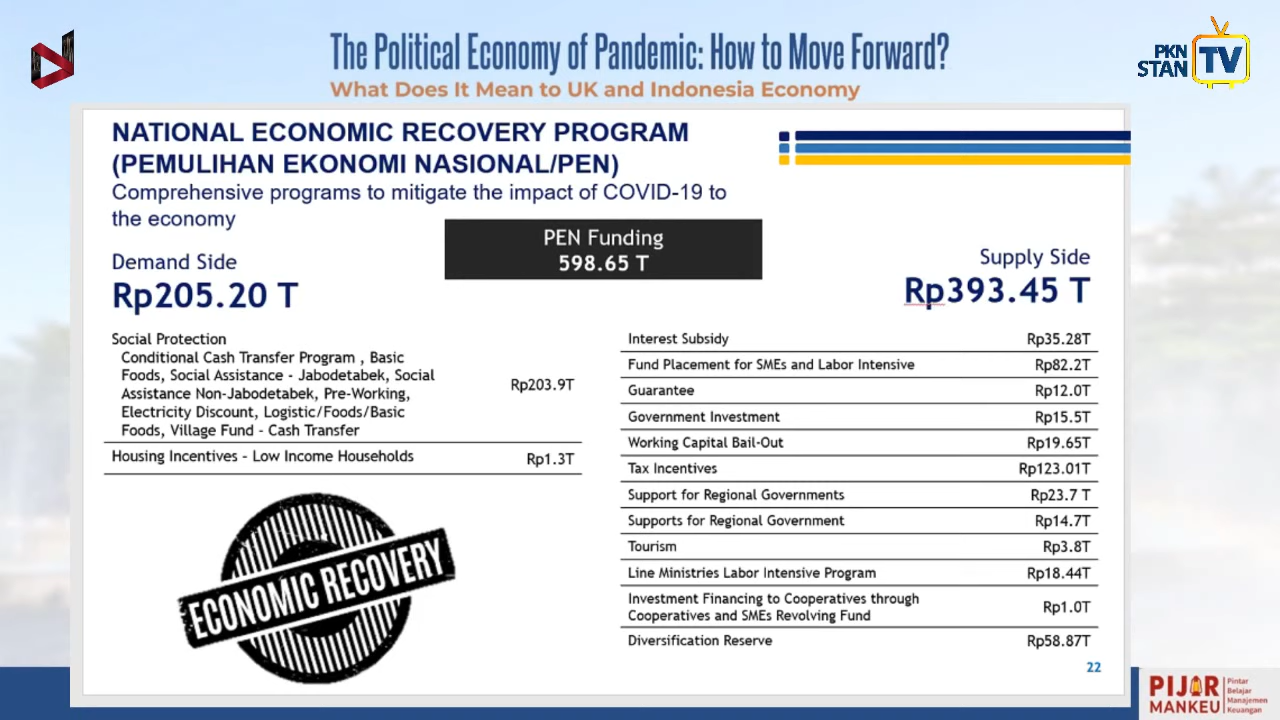 The Political Economy of Pandemic: How to Move Forward?
What Does It Mean to UK and Indonesia Economy
PKN
STAN TV
NATIONAL ECONOMIC RECOVERY PROGRAM
(PEMULIHAN EKONOMI NASIONAL/PEN)
Comprehensive programs to mitigate the impact of COVID-19 to
the economy
PEN Funding
598.65 T
Demand Side
Rp205.20 T
Supply Side
Rp393.45 T
Social Protection
Conditional Cash Transfer Program , Basic
Foods, Social Assistance - Jabodetabek, Social
Assistance Non-Jabodetabek, Pre-Working,
Electricity Discount, Logistic/Foods/Basic
Foods, Village Fund - Cash Transfer
Rp203.9T
Housing Incentives – Low Income Households Rp1.3T
ECONOMIC RECOVERY
Interest Subsidy Rp35.28T
Fund Placement for SMEs and Labor Intensive Rp82.2T
Guarantee Rp12.0T
Government Investment Rp15.5T
Working Capital Bail-Out Rp19.65T
Tax Incentives Rp123.01T
Support for Regional Governments Rp23.7 T
Supports for Regional Government Rp14.7T
Tourism Rp3.8T
Line Ministries Labor Intensive Program Rp18.44T
Investment Financing to Cooperatives through
Cooperatives and SMEs Revolving Fund Rp1.0T
Diversification Reserve Rp58.87T
22
PIJAR
MANKEU
Pintar
Belajar
Manajemen
Keuangan